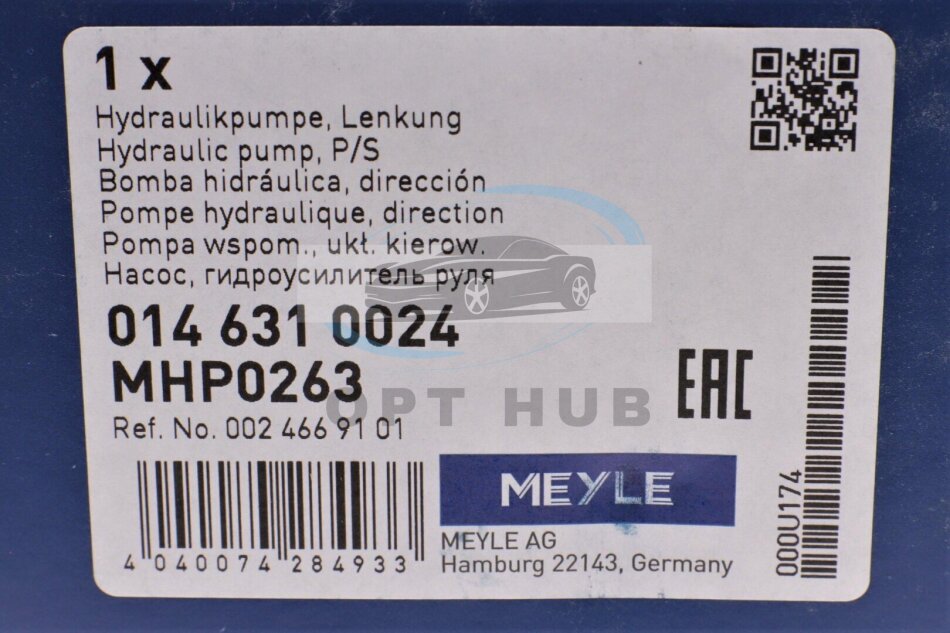 1 x
Hydraulikpumpe, Lenkung
Hydraulic pump, P/S
Bomba hidráulica, dirección
Pompe hydraulique, direction
Pompa wspom., ukł. kierow.
Насос, гидроусилитель руля
014 631 0024
MHP0263
OPT HUB
EAC
Ref. No. 002 466 91 01
MEYLE
MEYLE AG
Hamburg 22143, Germany
4 040074 284933
000U174